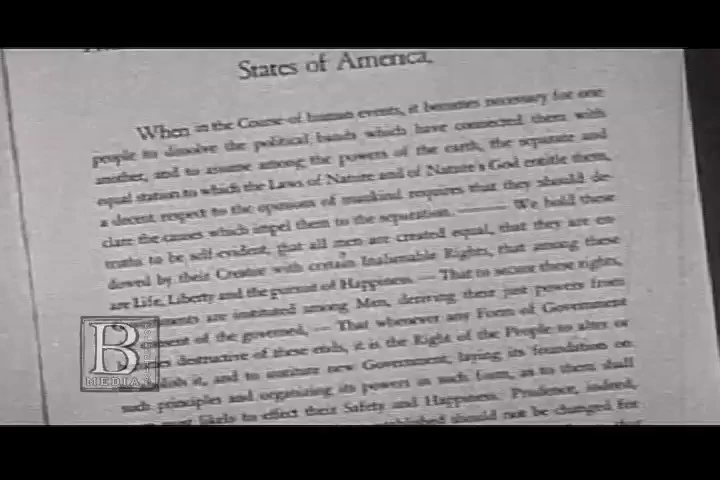 States of America.
When in the Course of human events, it becomes necessary for one
people to dissolve the political bands which have connected them with
another, and to assume among the powers of the earth, the separate and
equal station to which the Laws of Nature and of Nature's God entitle them,
a decent respect to the opinions of mankind requires that they should de-
clare the causes which impel them to the separation. — We hold these
truths to be self-evident, that all men are created equal, that they are en-
dowed by their Creator with certain Inalienable Rights, that among these
are Life, Liberty and the pursuit of Happiness. — That to secure these rights,
are instituted among Men, deriving their just powers from
of the governed, — That whenever any Form of Government
destructive of these ends, it is the Right of the People to alter or
it, and to institute new Government, laying its foundation on
such principles and organizing its powers in such form, as to them shall
likely to effect their Safety and Happiness. Prudence, indeed,
established should not be changed for
B
MEDIA